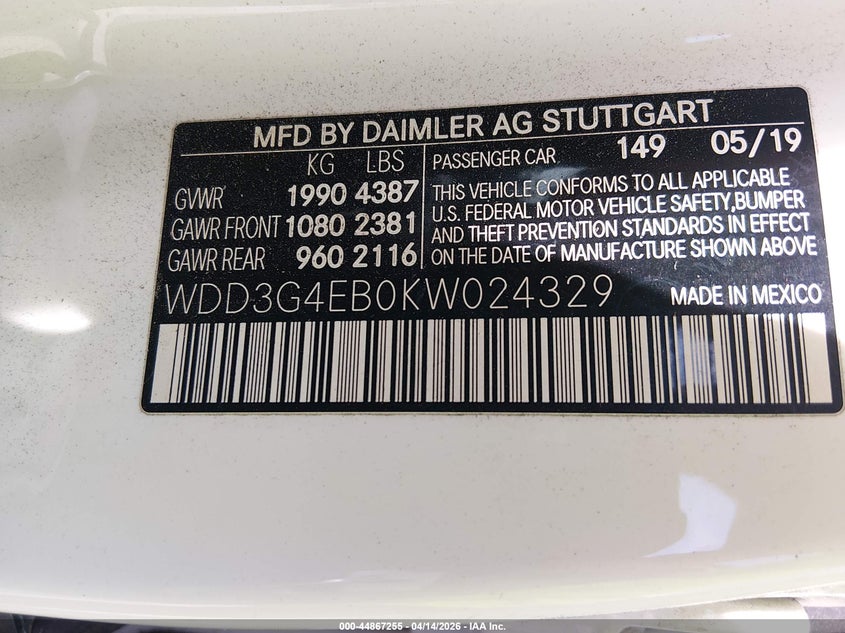 MFD BY DAIMLER AG STUTTGART
KG LBS
GVWR 1990 4387
GAWR FRONT 1080 2381
GAWR REAR 960 2116
PASSENGER CAR 149 05/19
THIS VEHICLE CONFORMS TO ALL APPLICABLE
U.S. FEDERAL MOTOR VEHICLE SAFETY,BUMPER
AND THEFT PREVENTION STANDARDS IN EFFECT
ON THE DATE OF MANUFACTURE SHOWN ABOVE
WDD3G4EB0KW024329 MADE IN MEXICO
000-44867255 - 04/14/2026 - IAA Inc.